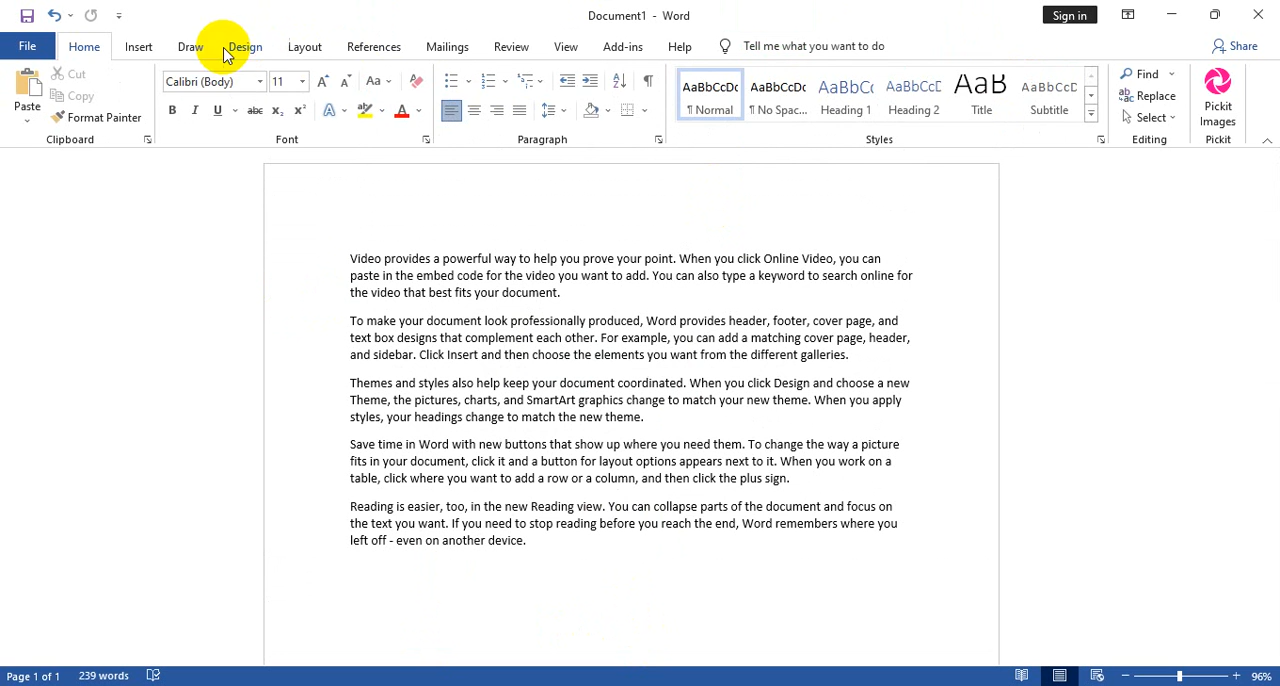 Document1 - Word
Sign in
File Home Insert Draw Design Layout References Mailings Review View Add-ins Help Tell me what you want to do Share
Paste
Cut
Copy
Format Painter
Clipboard
Calibri (Body) 11
Font
Paragraph
AaBbCcDc AaBbCcDc AaBbCc AaBbCcD AaB AaBbCcD
¶ Normal ¶ No Spac... Heading 1 Heading 2 Title Subtitle
Styles
Find
Replace
Select
Editing
Pickit
Images
Pickit
Video provides a powerful way to help you prove your point. When you click Online Video, you can
paste in the embed code for the video you want to add. You can also type a keyword to search online for
the video that best fits your document.
To make your document look professionally produced, Word provides header, footer, cover page, and
text box designs that complement each other. For example, you can add a matching cover page, header,
and sidebar. Click Insert and then choose the elements you want from the different galleries.
Themes and styles also help keep your document coordinated. When you click Design and choose a new
Theme, the pictures, charts, and SmartArt graphics change to match your new theme. When you apply
styles, your headings change to match the new theme.
Save time in Word with new buttons that show up where you need them. To change the way a picture
fits in your document, click it and a button for layout options appears next to it. When you work on a
table, click where you want to add a row or a column, and then click the plus sign.
Reading is easier, too, in the new Reading view. You can collapse parts of the document and focus on
the text you want. If you need to stop reading before you reach the end, Word remembers where you
left off - even on another device.
Page 1 of 1 239 words 96%